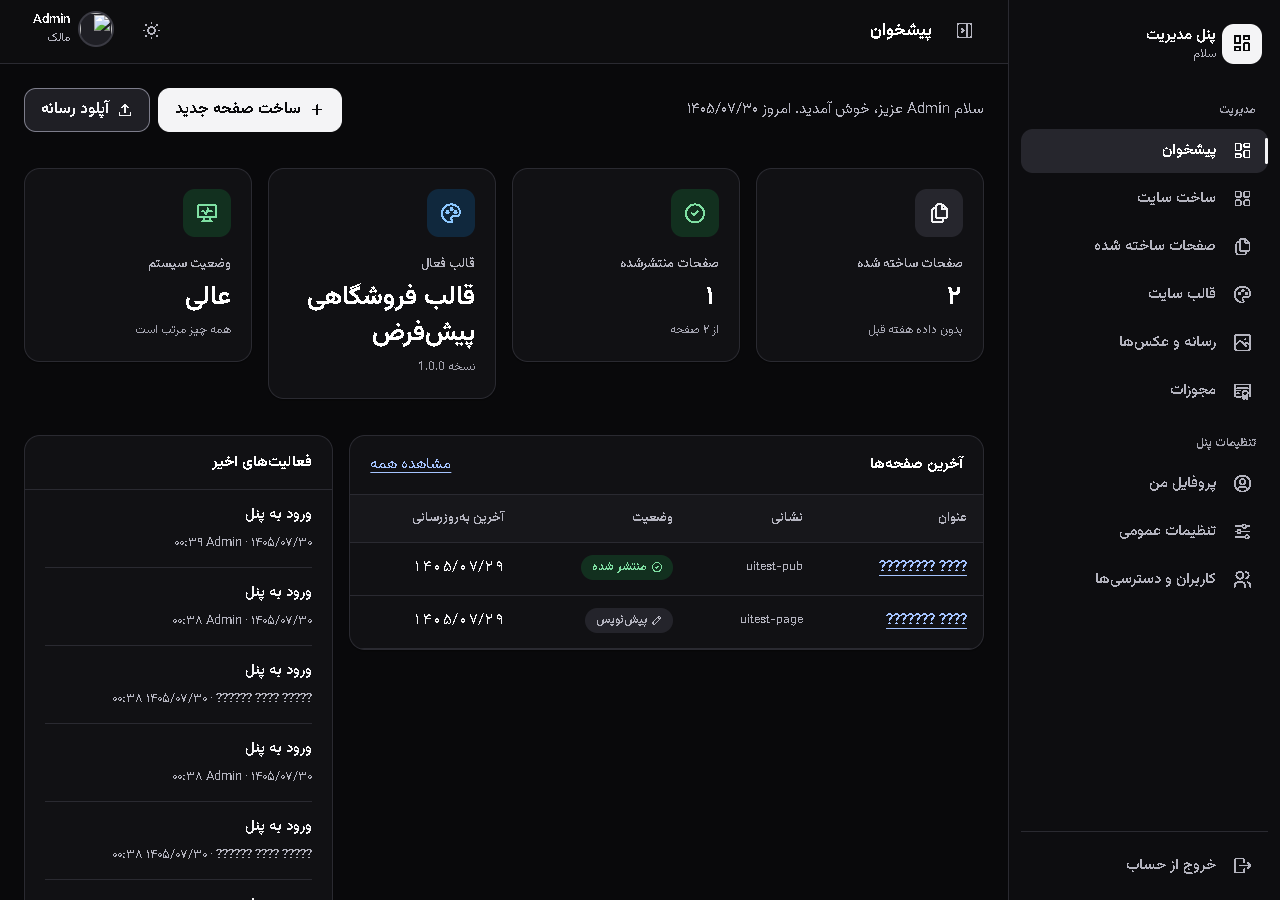 پنل مدیریت
سلام
مدیریت
پیشخوان
ساخت سایت
صفحات ساخته شده
قالب سایت
رسانه و عکس‌ها
مجوزات
تنظیمات پنل
پروفایل من
تنظیمات عمومی
کاربران و دسترسی‌ها
خروج از حساب
پیشخوان
Admin
مالک
سلام Admin عزیز، خوش آمدید. امروز ۱۴۰۵/۰۷/۳۰
ساخت صفحه جدید
آپلود رسانه
صفحات ساخته شده
۲
بدون داده هفته قبل
صفحات منتشرشده
۱
از ۲ صفحه
قالب فعال
قالب فروشگاهی
پیش‌فرض
نسخه 1.0.0
وضعیت سیستم
عالی
همه چیز مرتب است
آخرین صفحه‌ها
مشاهده همه
عنوان نشانی وضعیت آخرین به‌روزرسانی
???? ???????? uitest-pub منتشر شده ۱۴۰۵/۰۷/۲۹
???? ??????? uitest-page پیش‌نویس ۱۴۰۵/۰۷/۲۹
فعالیت‌های اخیر
ورود به پنل
۰۰:۳۹ Admin · ۱۴۰۵/۰۷/۳۰
ورود به پنل
۰۰:۳۸ Admin · ۱۴۰۵/۰۷/۳۰
ورود به پنل
????? ???? ?????? · ۱۴۰۵/۰۷/۳۰ ۰۰:۳۸
ورود به پنل
۰۰:۳۸ Admin · ۱۴۰۵/۰۷/۳۰
ورود به پنل
????? ???? ?????? · ۱۴۰۵/۰۷/۳۰ ۰۰:۳۸